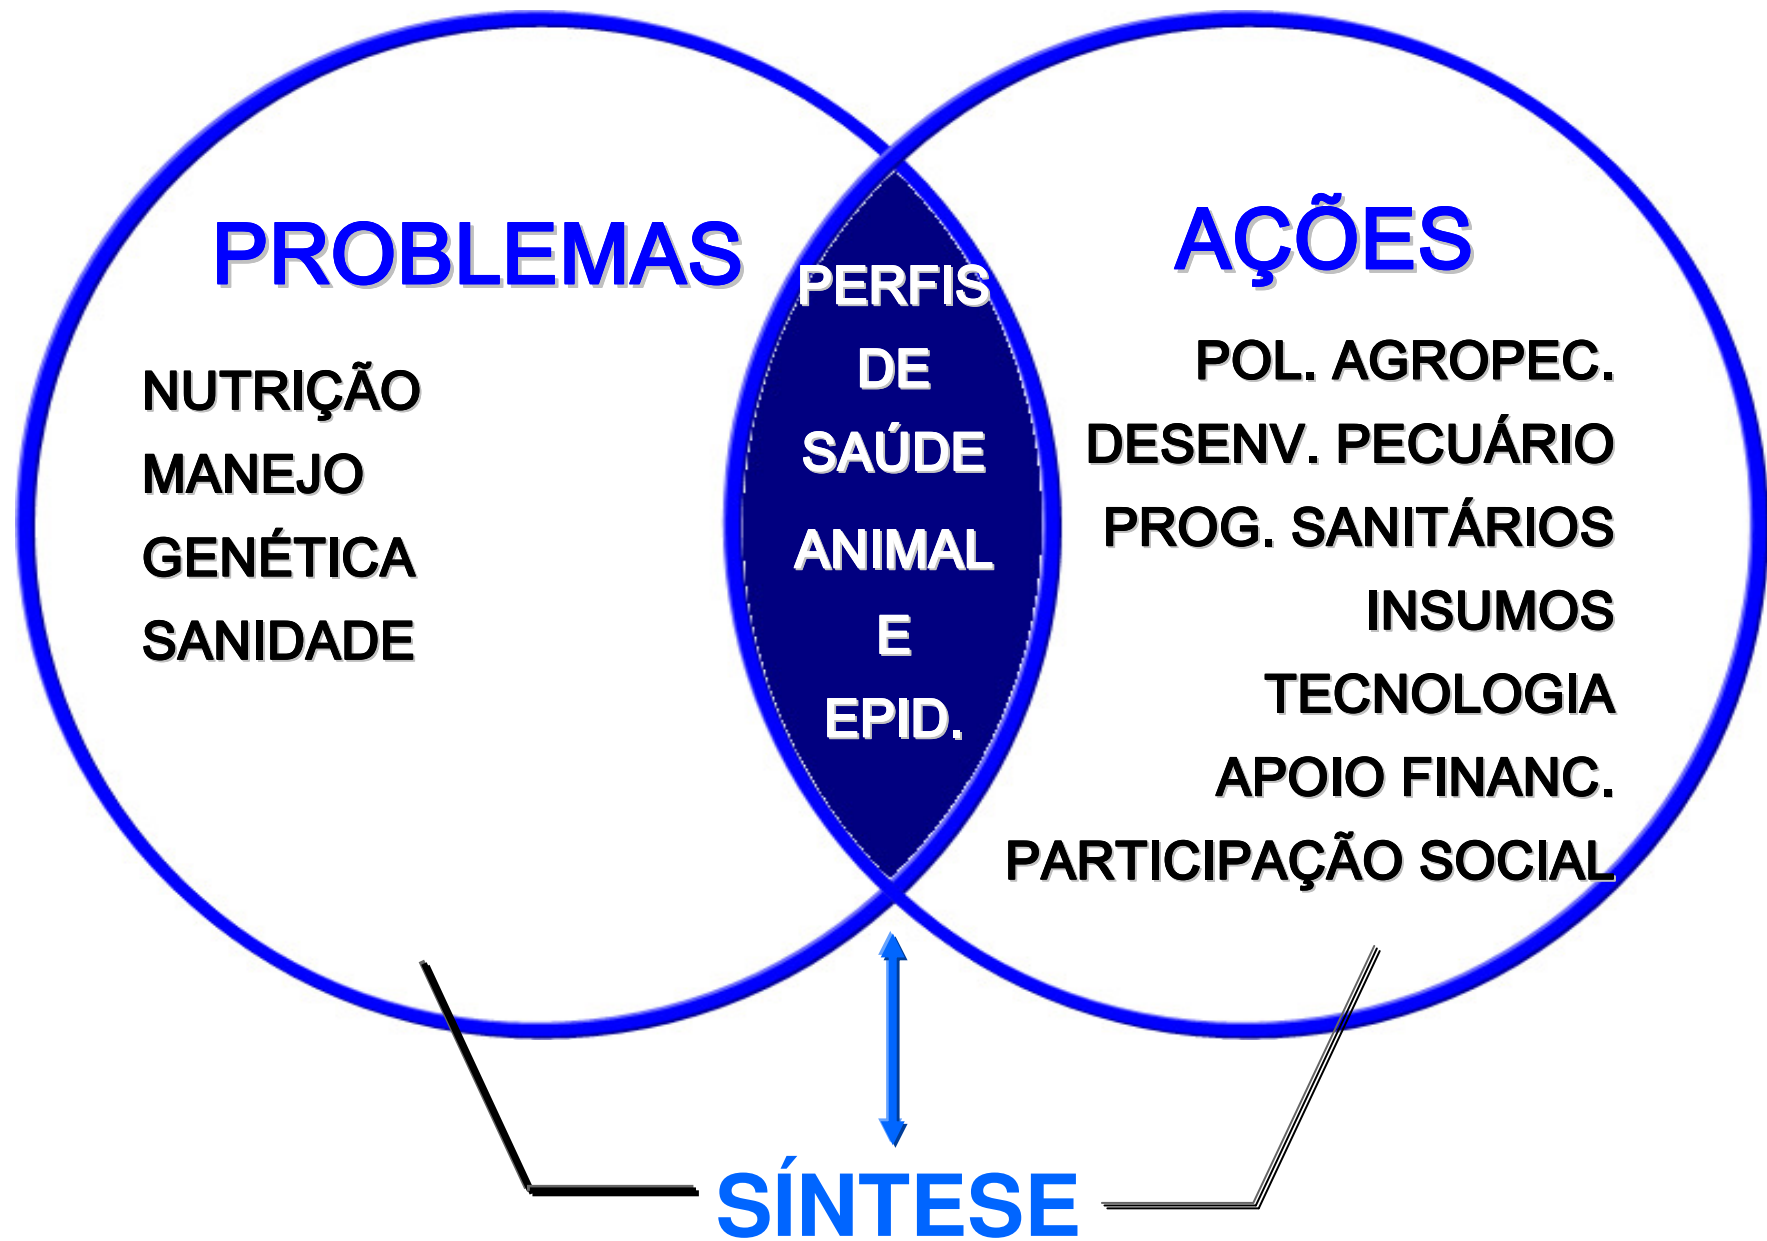 PROBLEMAS
NUTRIÇÃO
MANEJO
GENÉTICA
SANIDADE
PERFIS
DE
SAÚDE
ANIMAL
E
EPID.
AÇÕES
POL. AGROPEC.
DESENV. PECUÁRIO
PROG. SANITÁRIOS
INSUMOS
TECNOLOGIA
APOIO FINANC.
PARTICIPAÇÃO SOCIAL
SÍNTESE